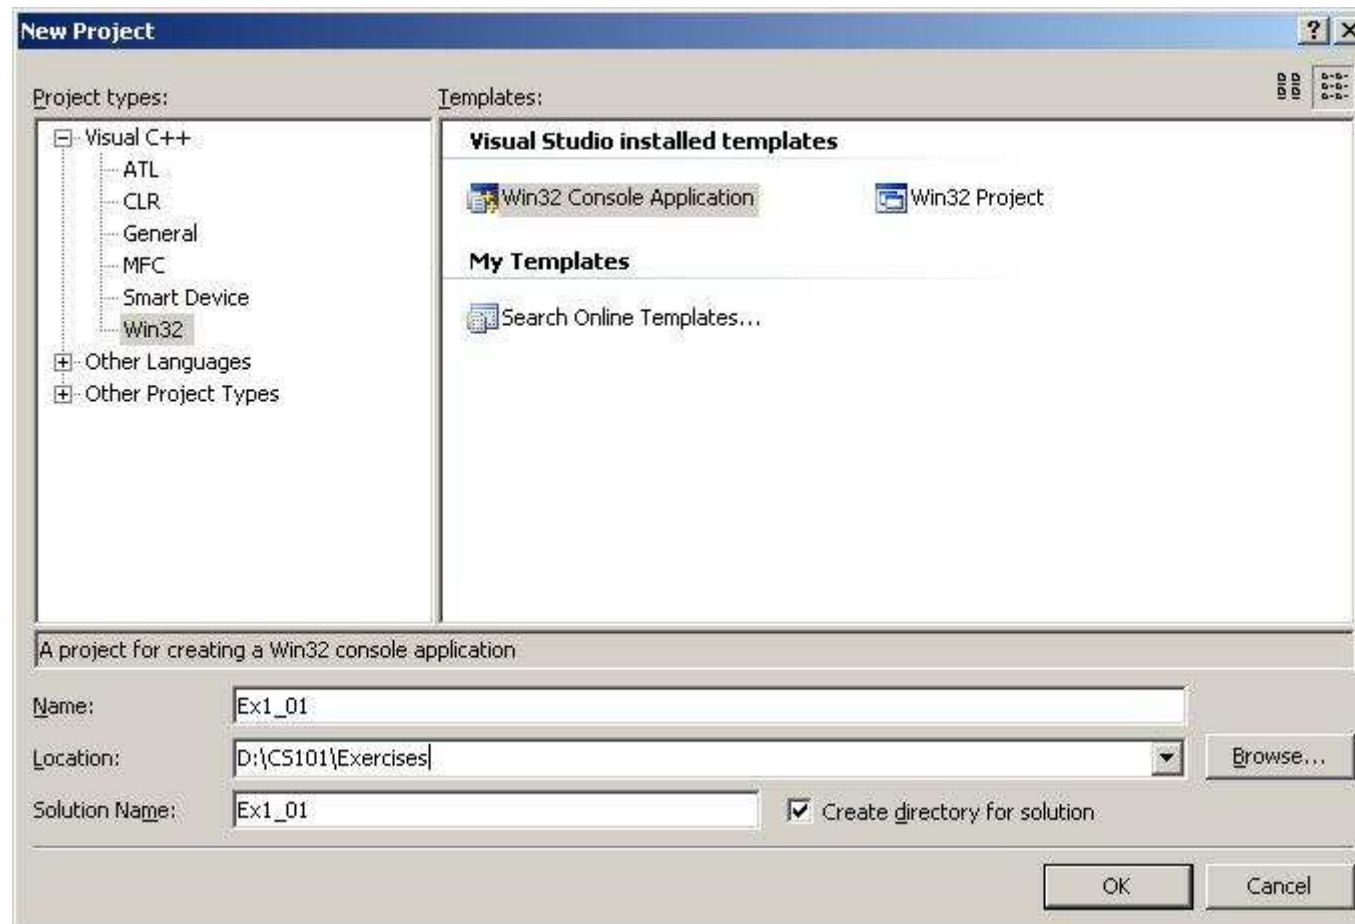 New Project
Project types:
Templates:
Visual C++
ATL
CLR
General
MFC
Smart Device
Win32
Other Languages
Other Project Types
Visual Studio installed templates
Win32 Console Application
Win32 Project
My Templates
Search Online Templates...
A project for creating a Win32 console application
Name:
Ex1_01
Location:
D:\CS101\Exercises
Browse...
Solution Name:
Ex1_01
Create directory for solution
OK
Cancel